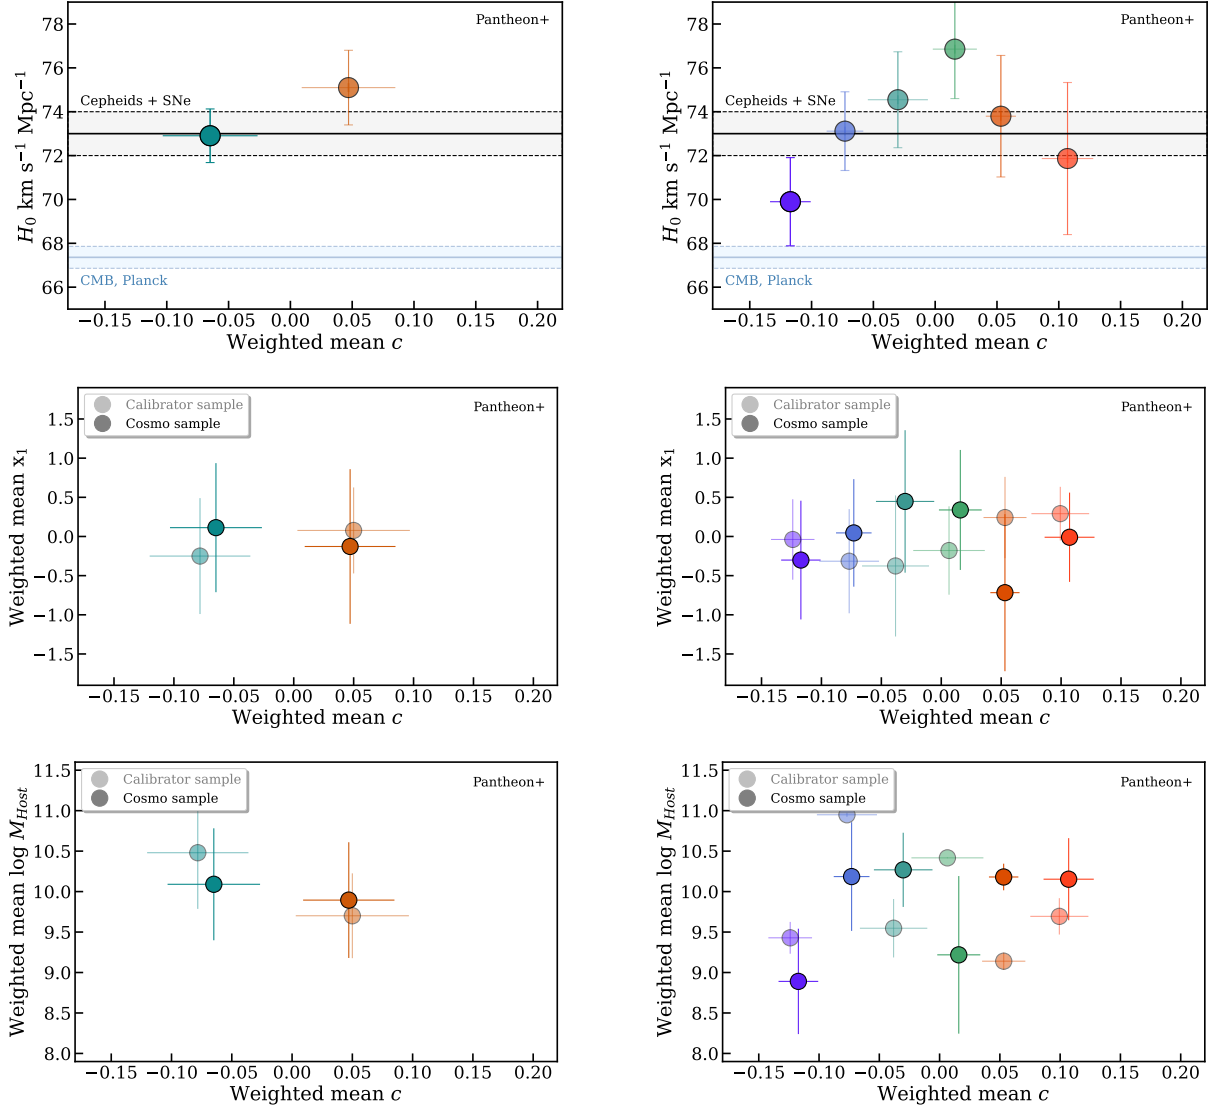 78
76
74
72
70
68
66
H₀ km s⁻¹ Mpc⁻¹
Pantheon+
Cepheids + SNe
CMB, Planck
−0.15 −0.10 −0.05 0.00 0.05 0.10 0.15 0.20
Weighted mean c
78
76
74
72
70
68
66
H₀ km s⁻¹ Mpc⁻¹
Pantheon+
Cepheids + SNe
CMB, Planck
−0.15 −0.10 −0.05 0.00 0.05 0.10 0.15 0.20
Weighted mean c
1.5
1.0
0.5
0.0
−0.5
−1.0
−1.5
Weighted mean x₁
Calibrator sample
Cosmo sample
Pantheon+
−0.15 −0.10 −0.05 0.00 0.05 0.10 0.15 0.20
Weighted mean c
1.5
1.0
0.5
0.0
−0.5
−1.0
−1.5
Weighted mean x₁
Calibrator sample
Cosmo sample
Pantheon+
−0.15 −0.10 −0.05 0.00 0.05 0.10 0.15 0.20
Weighted mean c
11.5
11.0
10.5
10.0
9.5
9.0
8.5
8.0
Weighted mean log M_Host
Calibrator sample
Cosmo sample
Pantheon+
−0.15 −0.10 −0.05 0.00 0.05 0.10 0.15 0.20
Weighted mean c
11.5
11.0
10.5
10.0
9.5
9.0
8.5
8.0
Weighted mean log M_Host
Calibrator sample
Cosmo sample
Pantheon+
−0.15 −0.10 −0.05 0.00 0.05 0.10 0.15 0.20
Weighted mean c